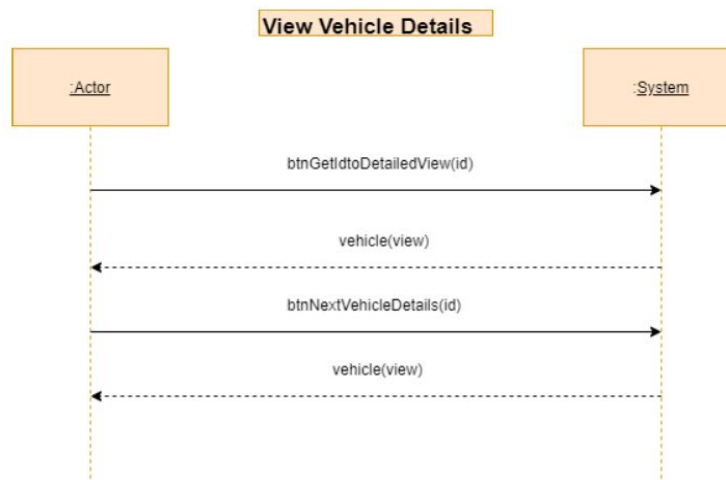 View Vehicle Details
:Actor
:System
btnGetIdtoDetailedView(id)
vehicle(view)
btnNextVehicleDetails(id)
vehicle(view)